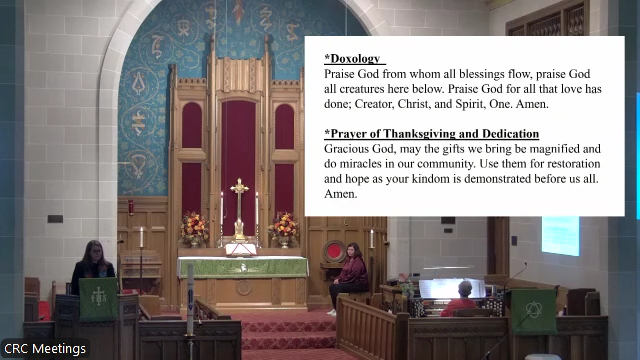 *Doxology
Praise God from whom all blessings flow, praise God
all creatures here below. Praise God for all that love has
done; Creator, Christ, and Spirit, One. Amen.
*Prayer of Thanksgiving and Dedication
Gracious God, may the gifts we bring be magnified and
do miracles in our community. Use them for restoration
and hope as your kindom is demonstrated before us all.
Amen.
CRC Meetings